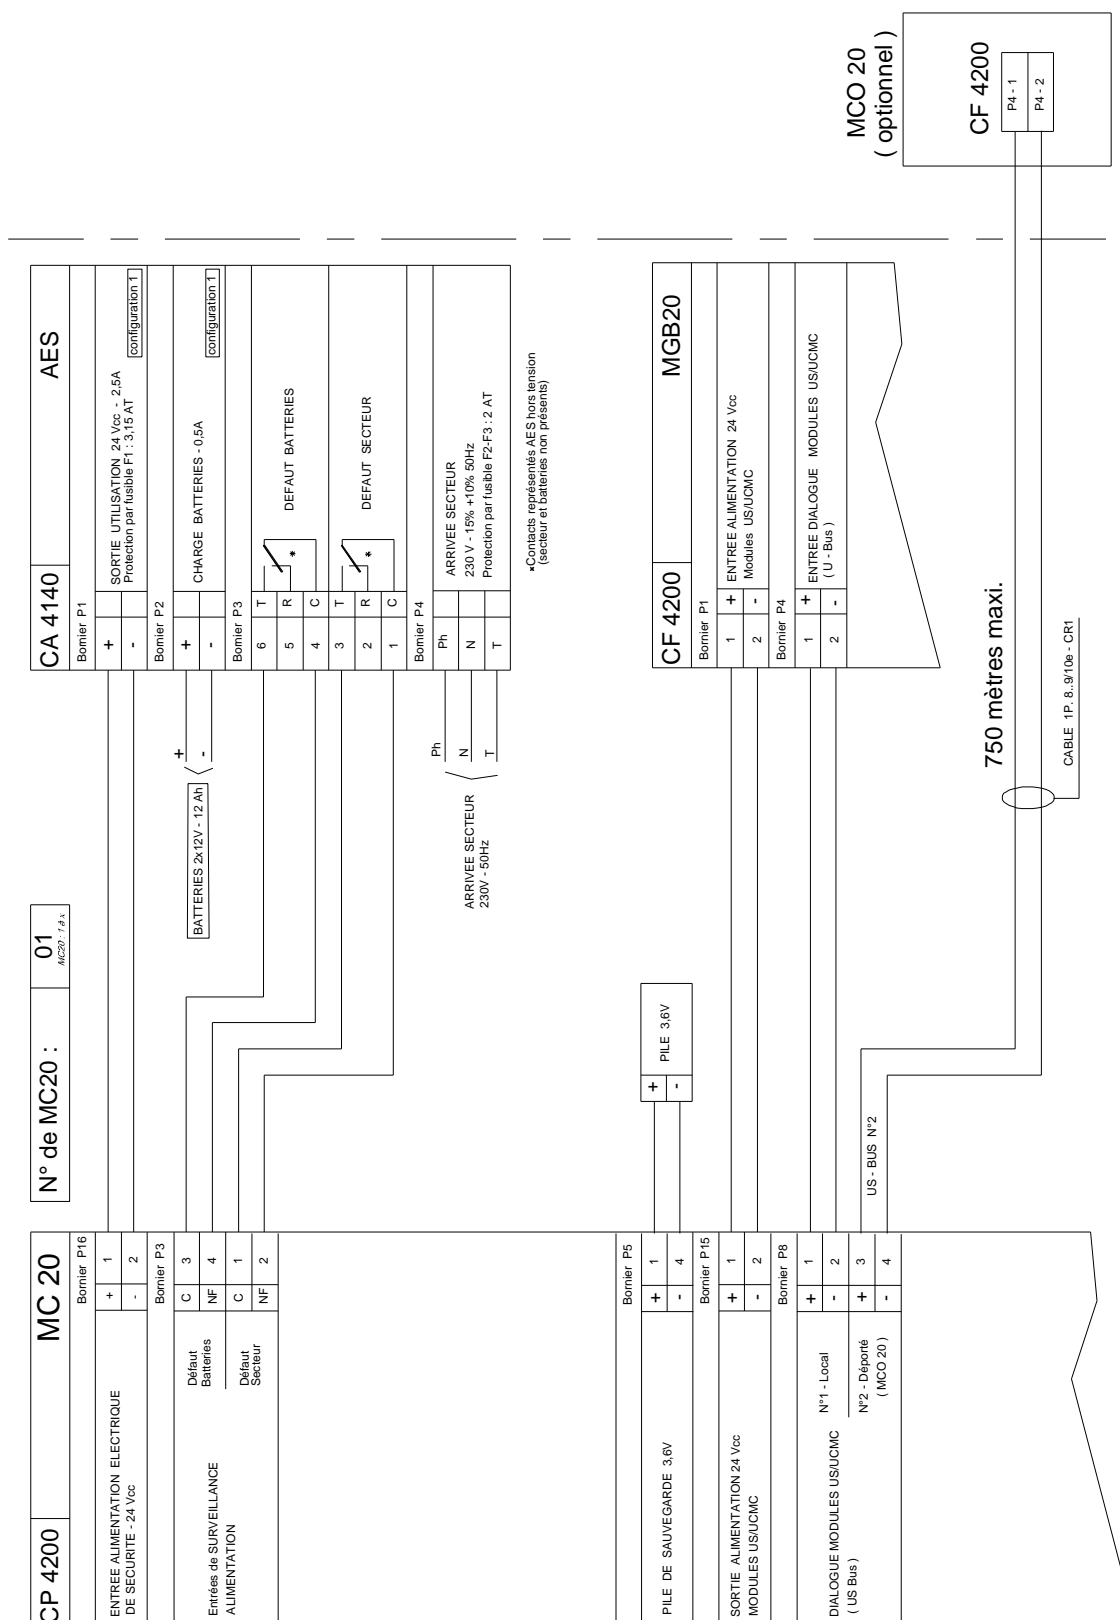 CP 4200
MC 20
N° de MC20 :
01
MC20 : 1 à x
CA 4140
AES
Bornier P16
ENTREE ALIMENTATION ELECTRIQUE
DE SECURITE - 24 Vcc
+ 1
- 2
Bornier P3
Entrées de SURVEILLANCE
ALIMENTATION
Défaut
Batteries
C 3
NF 4
Défaut
Secteur
C 1
NF 2
Bornier P1
+
-
SORTIE UTILISATION 24 Vcc - 2,5A
Protection par fusible F1 : 3,15 AT
configuration 1
Bornier P2
BATTERIES 2x12V - 12 Ah
+
-
+
-
CHARGE BATTERIES - 0,5A
configuration 1
Bornier P3
6 T
5 R
4 C
*
DEFAUT BATTERIES
3 T
2 R
1 C
*
DEFAUT SECTEUR
Bornier P4
ARRIVEE SECTEUR
230V - 50Hz
Ph
N
T
Ph
N
T
ARRIVEE SECTEUR
230 V - 15% +10% 50Hz
Protection par fusible F2-F3 : 2 AT
*Contacts représentés AES hors tension
(secteur et batteries non présents)
Bornier P5
PILE DE SAUVEGARDE 3,6V
+ 1
- 4
+
-
PILE 3,6V
Bornier P15
SORTIE ALIMENTATION 24 Vcc
MODULES US/UCMC
+ 1
- 2
Bornier P8
DIALOGUE MODULES US/UCMC
( US Bus )
N°1 - Local
+ 1
- 2
N°2 - Déporté
( MCO 20 )
+ 3
- 4
US - BUS N°2
CF 4200
MGB20
Bornier P1
1 +
2 -
ENTREE ALIMENTATION 24 Vcc
Modules US/UCMC
Bornier P4
1 +
2 -
ENTREE DIALOGUE MODULES US/UCMC
( U - Bus )
750 mètres maxi.
CABLE 1P. 8..9/10e - CR1
MCO 20
( optionnel )
CF 4200
P4 - 1
P4 - 2